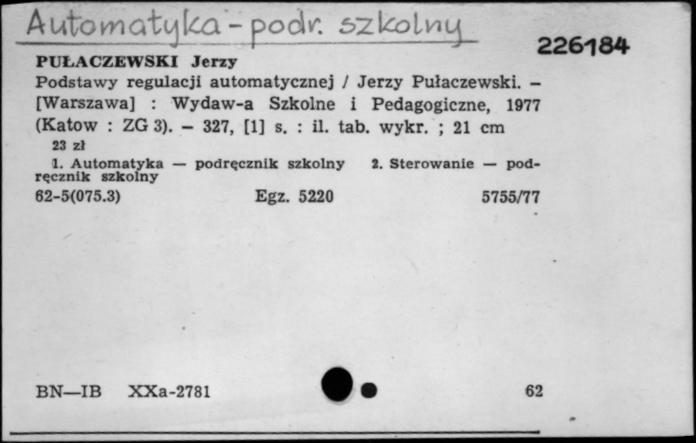 Automatyka - podr. szkolny
226184
PUŁACZEWSKI Jerzy
Podstawy regulacji automatycznej / Jerzy Pułaczewski. –
[Warszawa] : Wydaw-a Szkolne i Pedagogiczne, 1977
(Katow : ZG 3). – 327, [1] s. : il. tab. wykr. ; 21 cm
23 zł
1. Automatyka — podręcznik szkolny 2. Sterowanie — pod-
ręcznik szkolny
62-5(075.3) Egz. 5220 5755/77
BN—IB XXa-2781 62